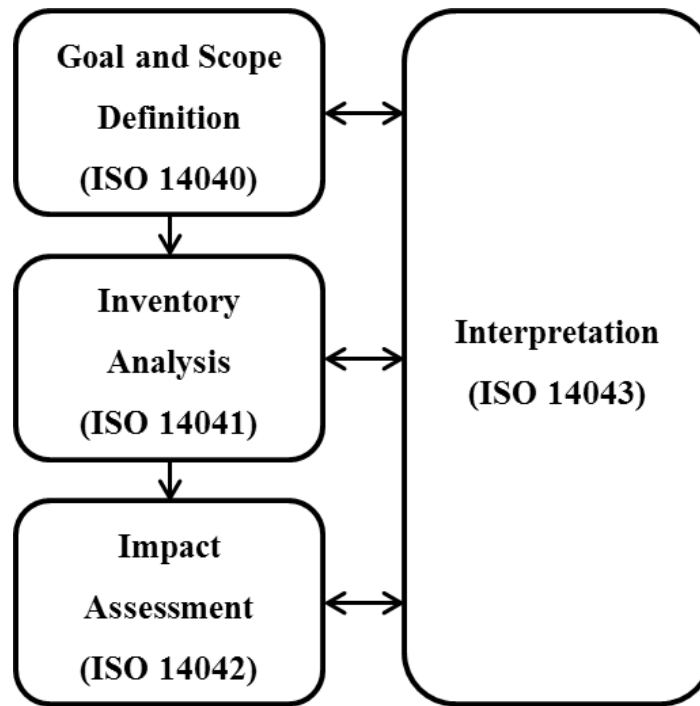 Goal and Scope
Definition
(ISO 14040)
Inventory
Analysis
(ISO 14041)
Impact
Assessment
(ISO 14042)
Interpretation
(ISO 14043)